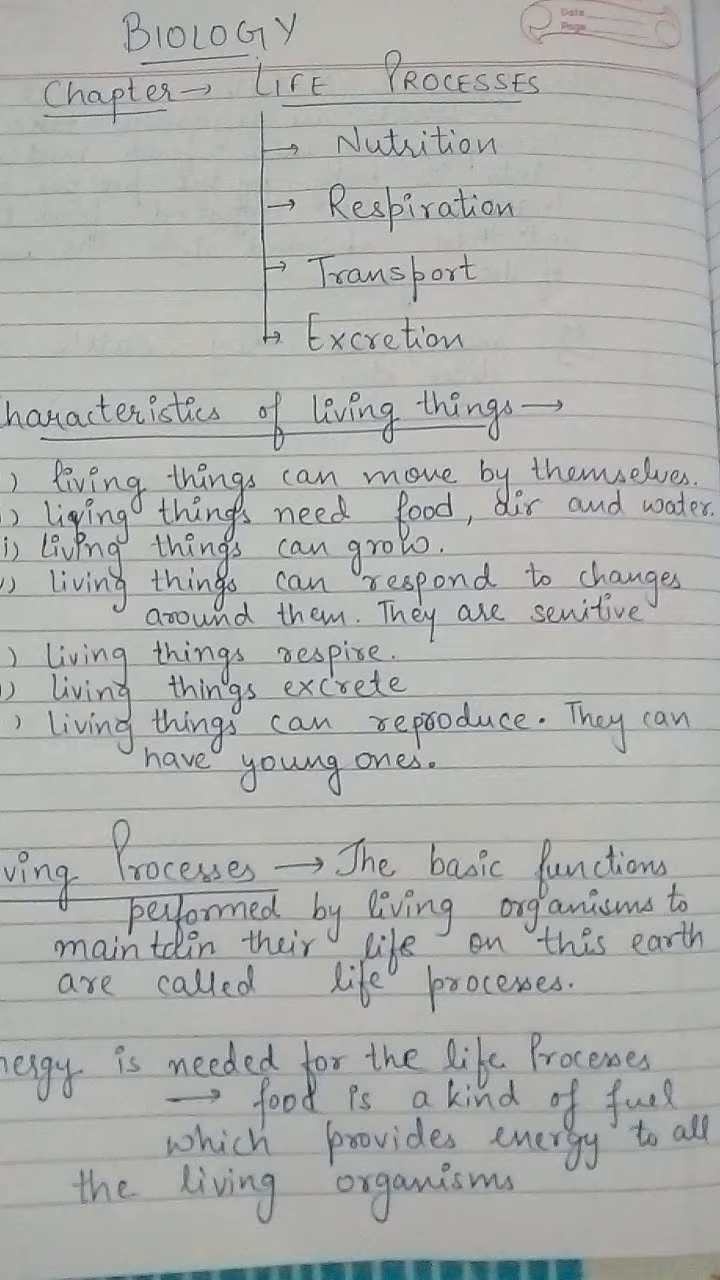 BIOLOGY
Date
Page
Chapter → LIFE PROCESSES
→ Nutrition
→ Respiration
→ Transport
→ Excretion
haracteristics of living things →
) living things can move by themselves.
) living things need food, air and water.
i) living things can grow.
) living things can respond to changes
around them. They are senitive
) living things respire.
) living things excrete
) living things can reproduce. They can
have young ones.
ving Processes → The basic functions
performed by living organisms to
maintain their life on this earth
are called life processes.
nergy is needed for the life Processes
→ food is a kind of fuel
which provides energy to all
the living organisms